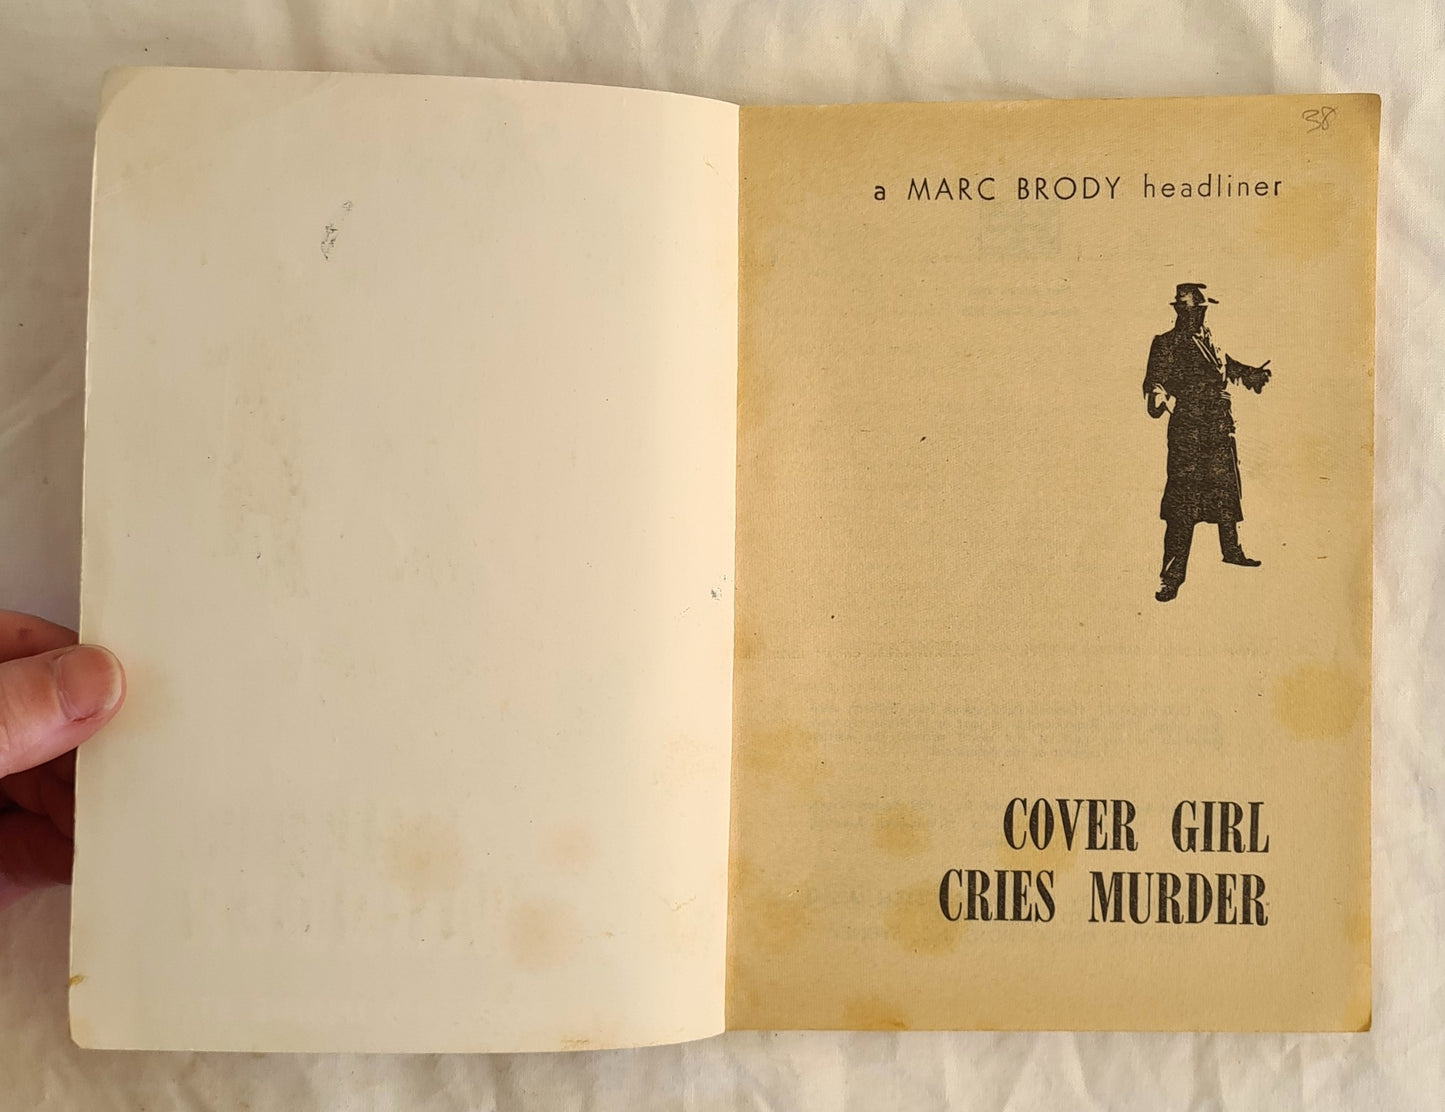 38
a MARC BRODY headliner
COVER GIRL
CRIES MURDER